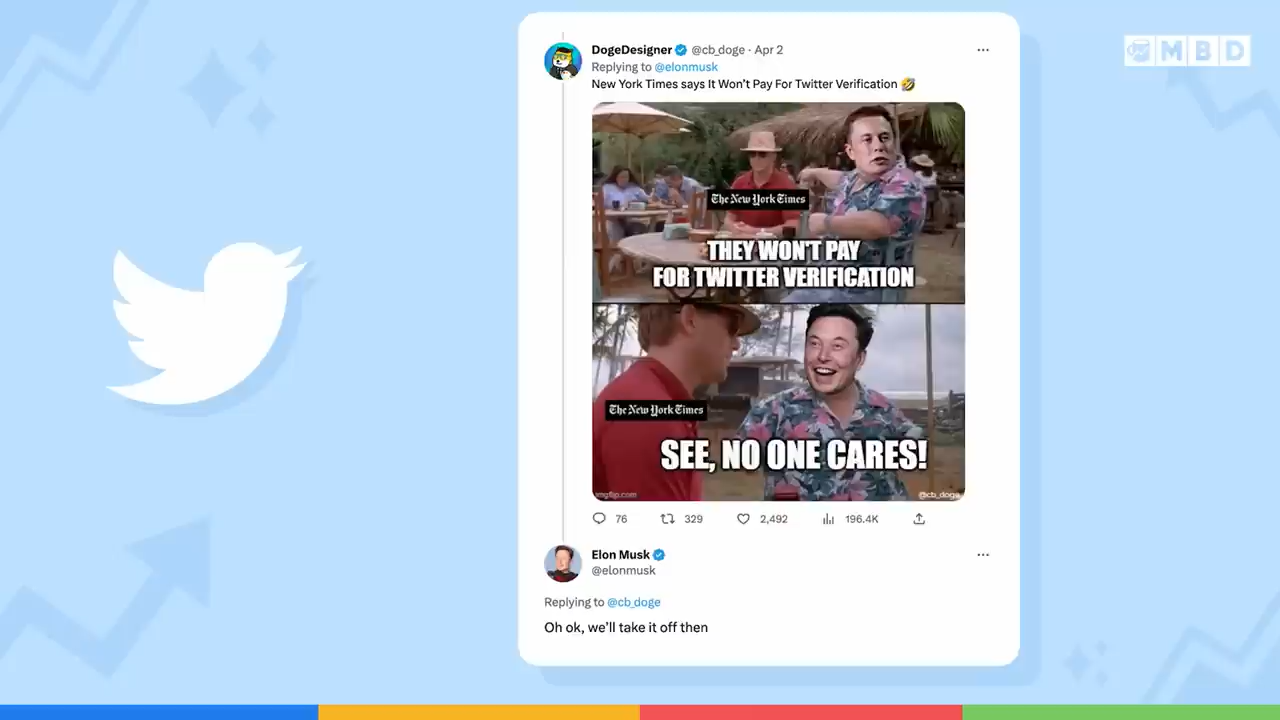 MBD
DogeDesigner @cb_doge · Apr 2
Replying to @elonmusk
New York Times says It Won't Pay For Twitter Verification 🤣
The New York Times
THEY WON'T PAY
FOR TWITTER VERIFICATION
The New York Times
SEE, NO ONE CARES!
imgflip.com
@cb_doge
76 329 2,492 196.4K
Elon Musk
@elonmusk
Replying to @cb_doge
Oh ok, we'll take it off then